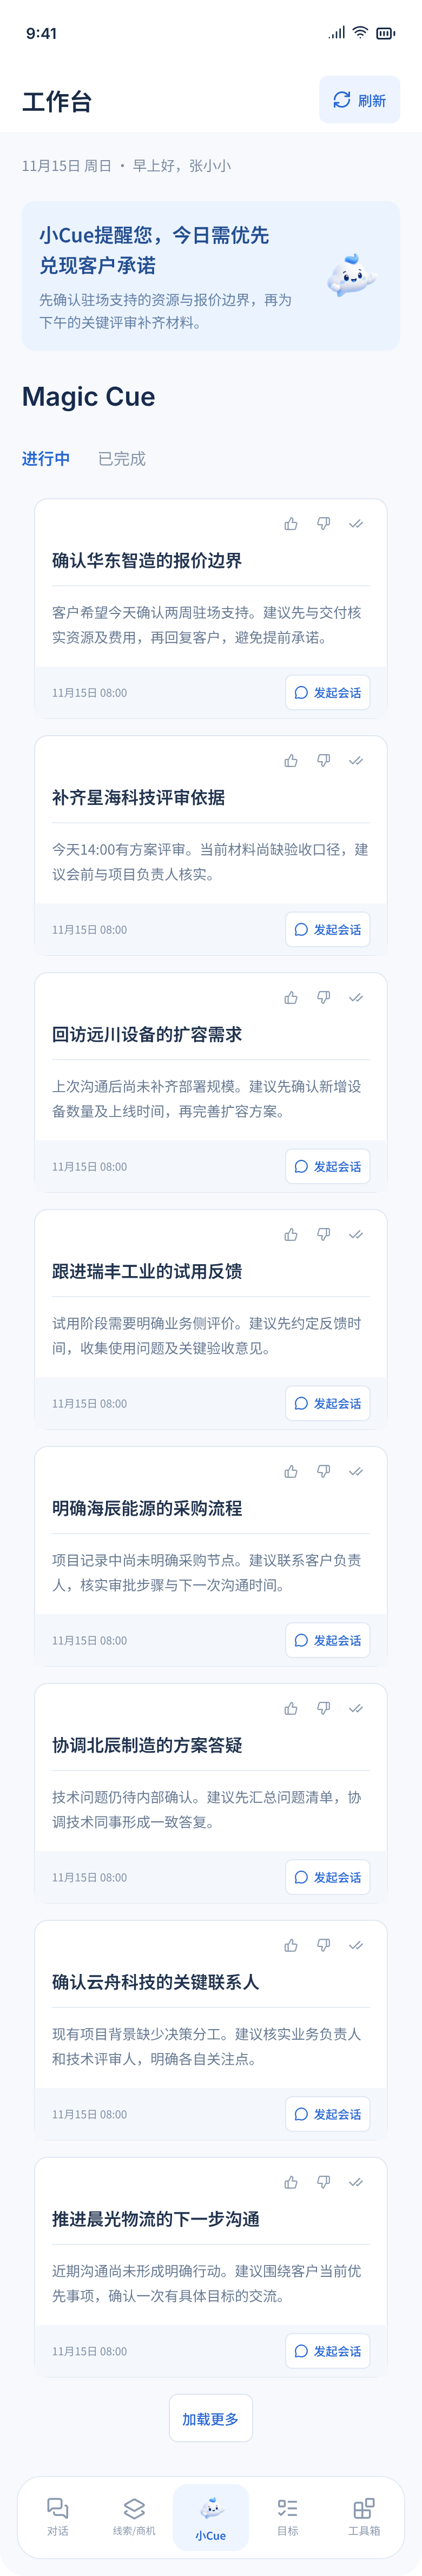 9:41
工作台
刷新
11月15日 周日 • 早上好，张小小
小Cue提醒您，今日需优先
兑现客户承诺
先确认驻场支持的资源与报价边界，再为
下午的关键评审补齐材料。
Magic Cue
进行中 已完成
确认华东智造的报价边界
客户希望今天确认两周驻场支持。建议先与交付核
实资源及费用，再回复客户，避免提前承诺。
11月15日 08:00 发起会话
补齐星海科技评审依据
今天14:00有方案评审。当前材料尚缺验收口径，建
议会前与项目负责人核实。
11月15日 08:00 发起会话
回访远川设备的扩容需求
上次沟通后尚未补齐部署规模。建议先确认新增设
备数量及上线时间，再完善扩容方案。
11月15日 08:00 发起会话
跟进瑞丰工业的试用反馈
试用阶段需要明确业务侧评价。建议先约定反馈时
间，收集使用问题及关键验收意见。
11月15日 08:00 发起会话
明确海辰能源的采购流程
项目记录中尚未明确采购节点。建议联系客户负责
人，核实审批步骤与下一次沟通时间。
11月15日 08:00 发起会话
协调北辰制造的方案答疑
技术问题仍待内部确认。建议先汇总问题清单，协
调技术同事形成一致答复。
11月15日 08:00 发起会话
确认云舟科技的关键联系人
现有项目背景缺少决策分工。建议核实业务负责人
和技术评审人，明确各自关注点。
11月15日 08:00 发起会话
推进晨光物流的下一步沟通
近期沟通尚未形成明确行动。建议围绕客户当前优
先事项，确认一次有具体目标的交流。
11月15日 08:00 发起会话
加载更多
对话 线索/商机 小Cue 目标 工具箱